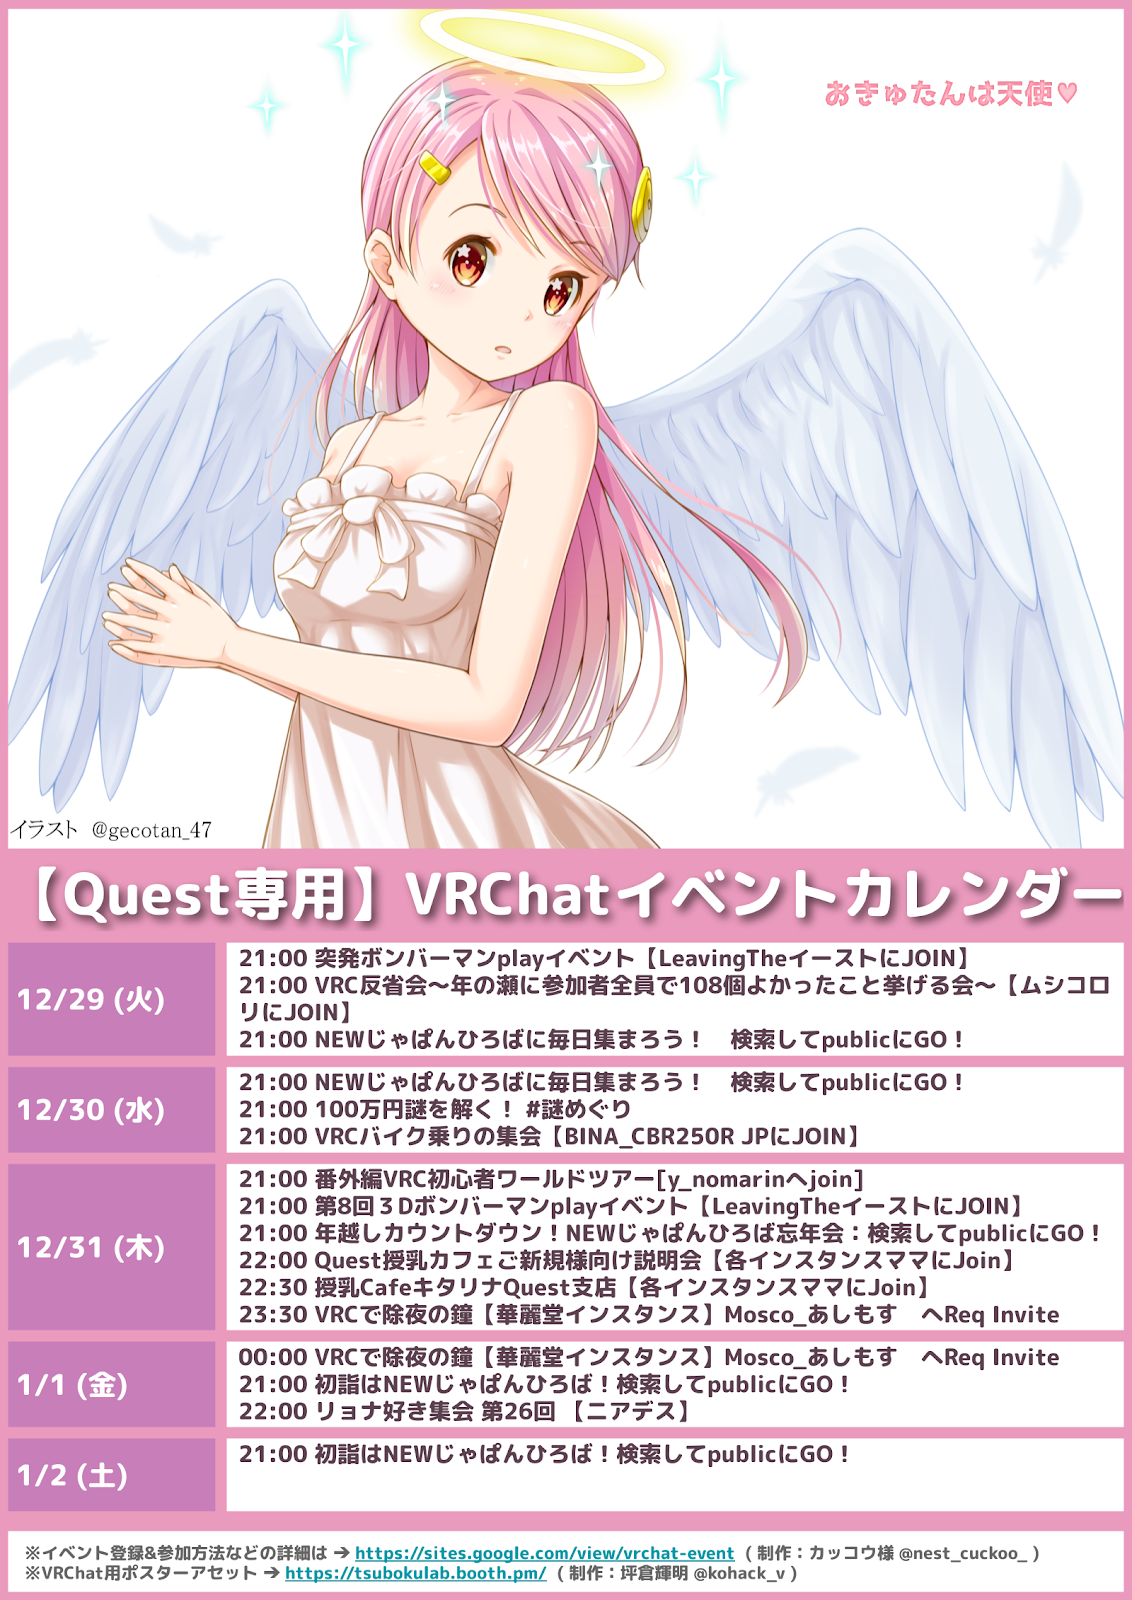 おきゅたんは天使♥
イラスト @gecotan_47
【Quest専用】VRChatイベントカレンダー
12/29 (火)
21:00 突発ボンバーマンplayイベント【LeavingTheイーストにJOIN】
21:00 VRC反省会～年の瀬に参加者全員で108個よかったこと挙げる会～【ムシコロ
リにJOIN】
21:00 NEWじゃぱんひろばに毎日集まろう！　検索してpublicにGO！
12/30 (水)
21:00 NEWじゃぱんひろばに毎日集まろう！　検索してpublicにGO！
21:00 100万円謎を解く！ #謎めぐり
21:00 VRCバイク乗りの集会【BINA_CBR250R JPにJOIN】
12/31 (木)
21:00 番外編VRC初心者ワールドツアー[y_nomarinへjoin]
21:00 第8回３Dボンバーマンplayイベント【LeavingTheイーストにJOIN】
21:00 年越しカウントダウン！NEWじゃぱんひろば忘年会：検索してpublicにGO！
22:00 Quest授乳カフェご新規様向け説明会【各インスタンスママにJoin】
22:30 授乳CafeキタリナQuest支店【各インスタンスママにJoin】
23:30 VRCで除夜の鐘【華麗堂インスタンス】Mosco_あしもす　へReq Invite
1/1 (金)
00:00 VRCで除夜の鐘【華麗堂インスタンス】Mosco_あしもす　へReq Invite
21:00 初詣はNEWじゃぱんひろば！検索してpublicにGO！
22:00 リョナ好き集会 第26回 【ニアデス】
1/2 (土)
21:00 初詣はNEWじゃぱんひろば！検索してpublicにGO！
※イベント登録&参加方法などの詳細は → https://sites.google.com/view/vrchat-event ( 制作：カッコウ様 @nest_cuckoo_ )
※VRChat用ポスターアセット → https://tsubokulab.booth.pm/ ( 制作：坪倉輝明 @kohack_v )